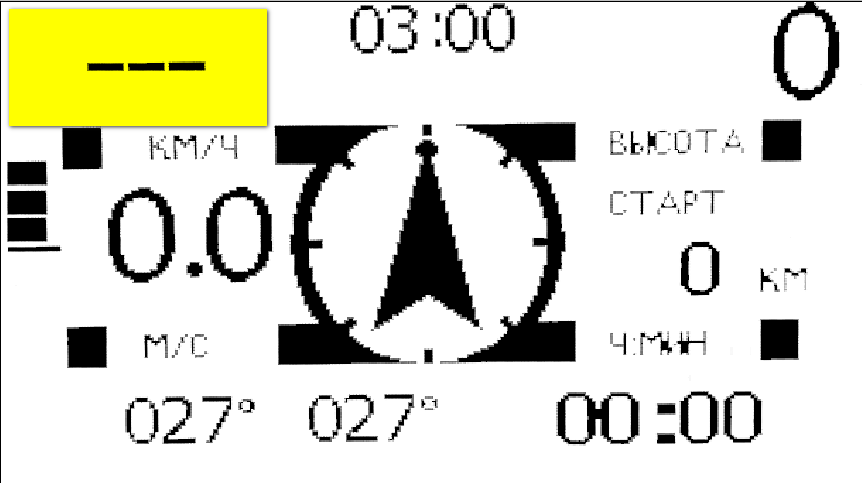 ---
03:00
0
КМ/Ч
ВЫСОТА
0.0
СТАРТ
0 КМ
М/С
Ч:МИН
027° 027° 00:00